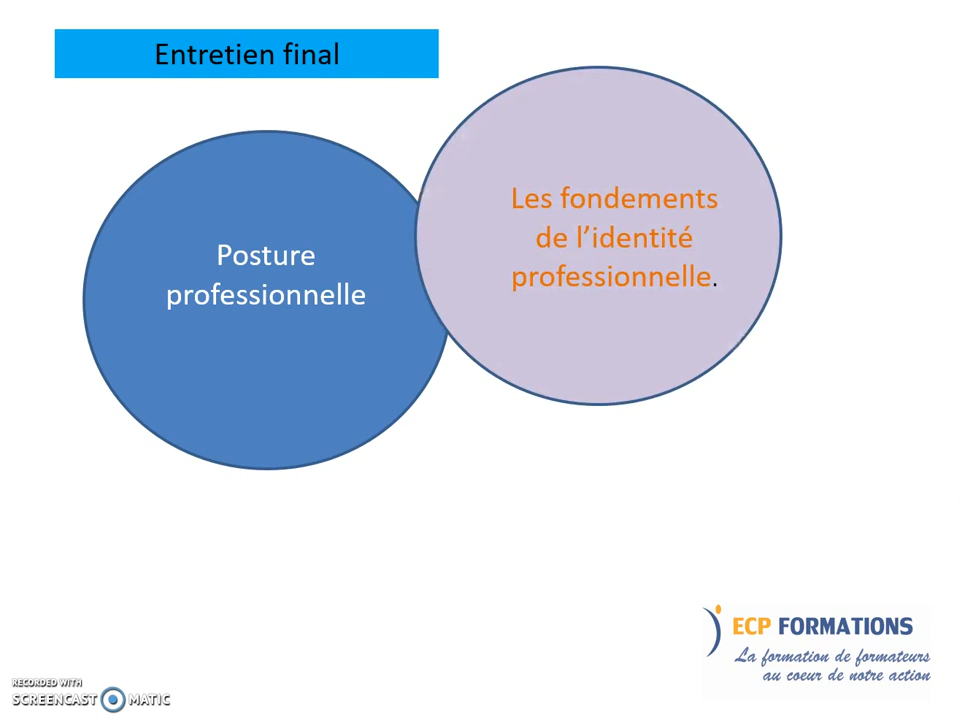 Entretien final
Posture
professionnelle
Les fondements
de l’identité
professionnelle.
ECP FORMATIONS
La formation de formateurs
au coeur de notre action
RECORDED WITH
SCREENCAST MATIC